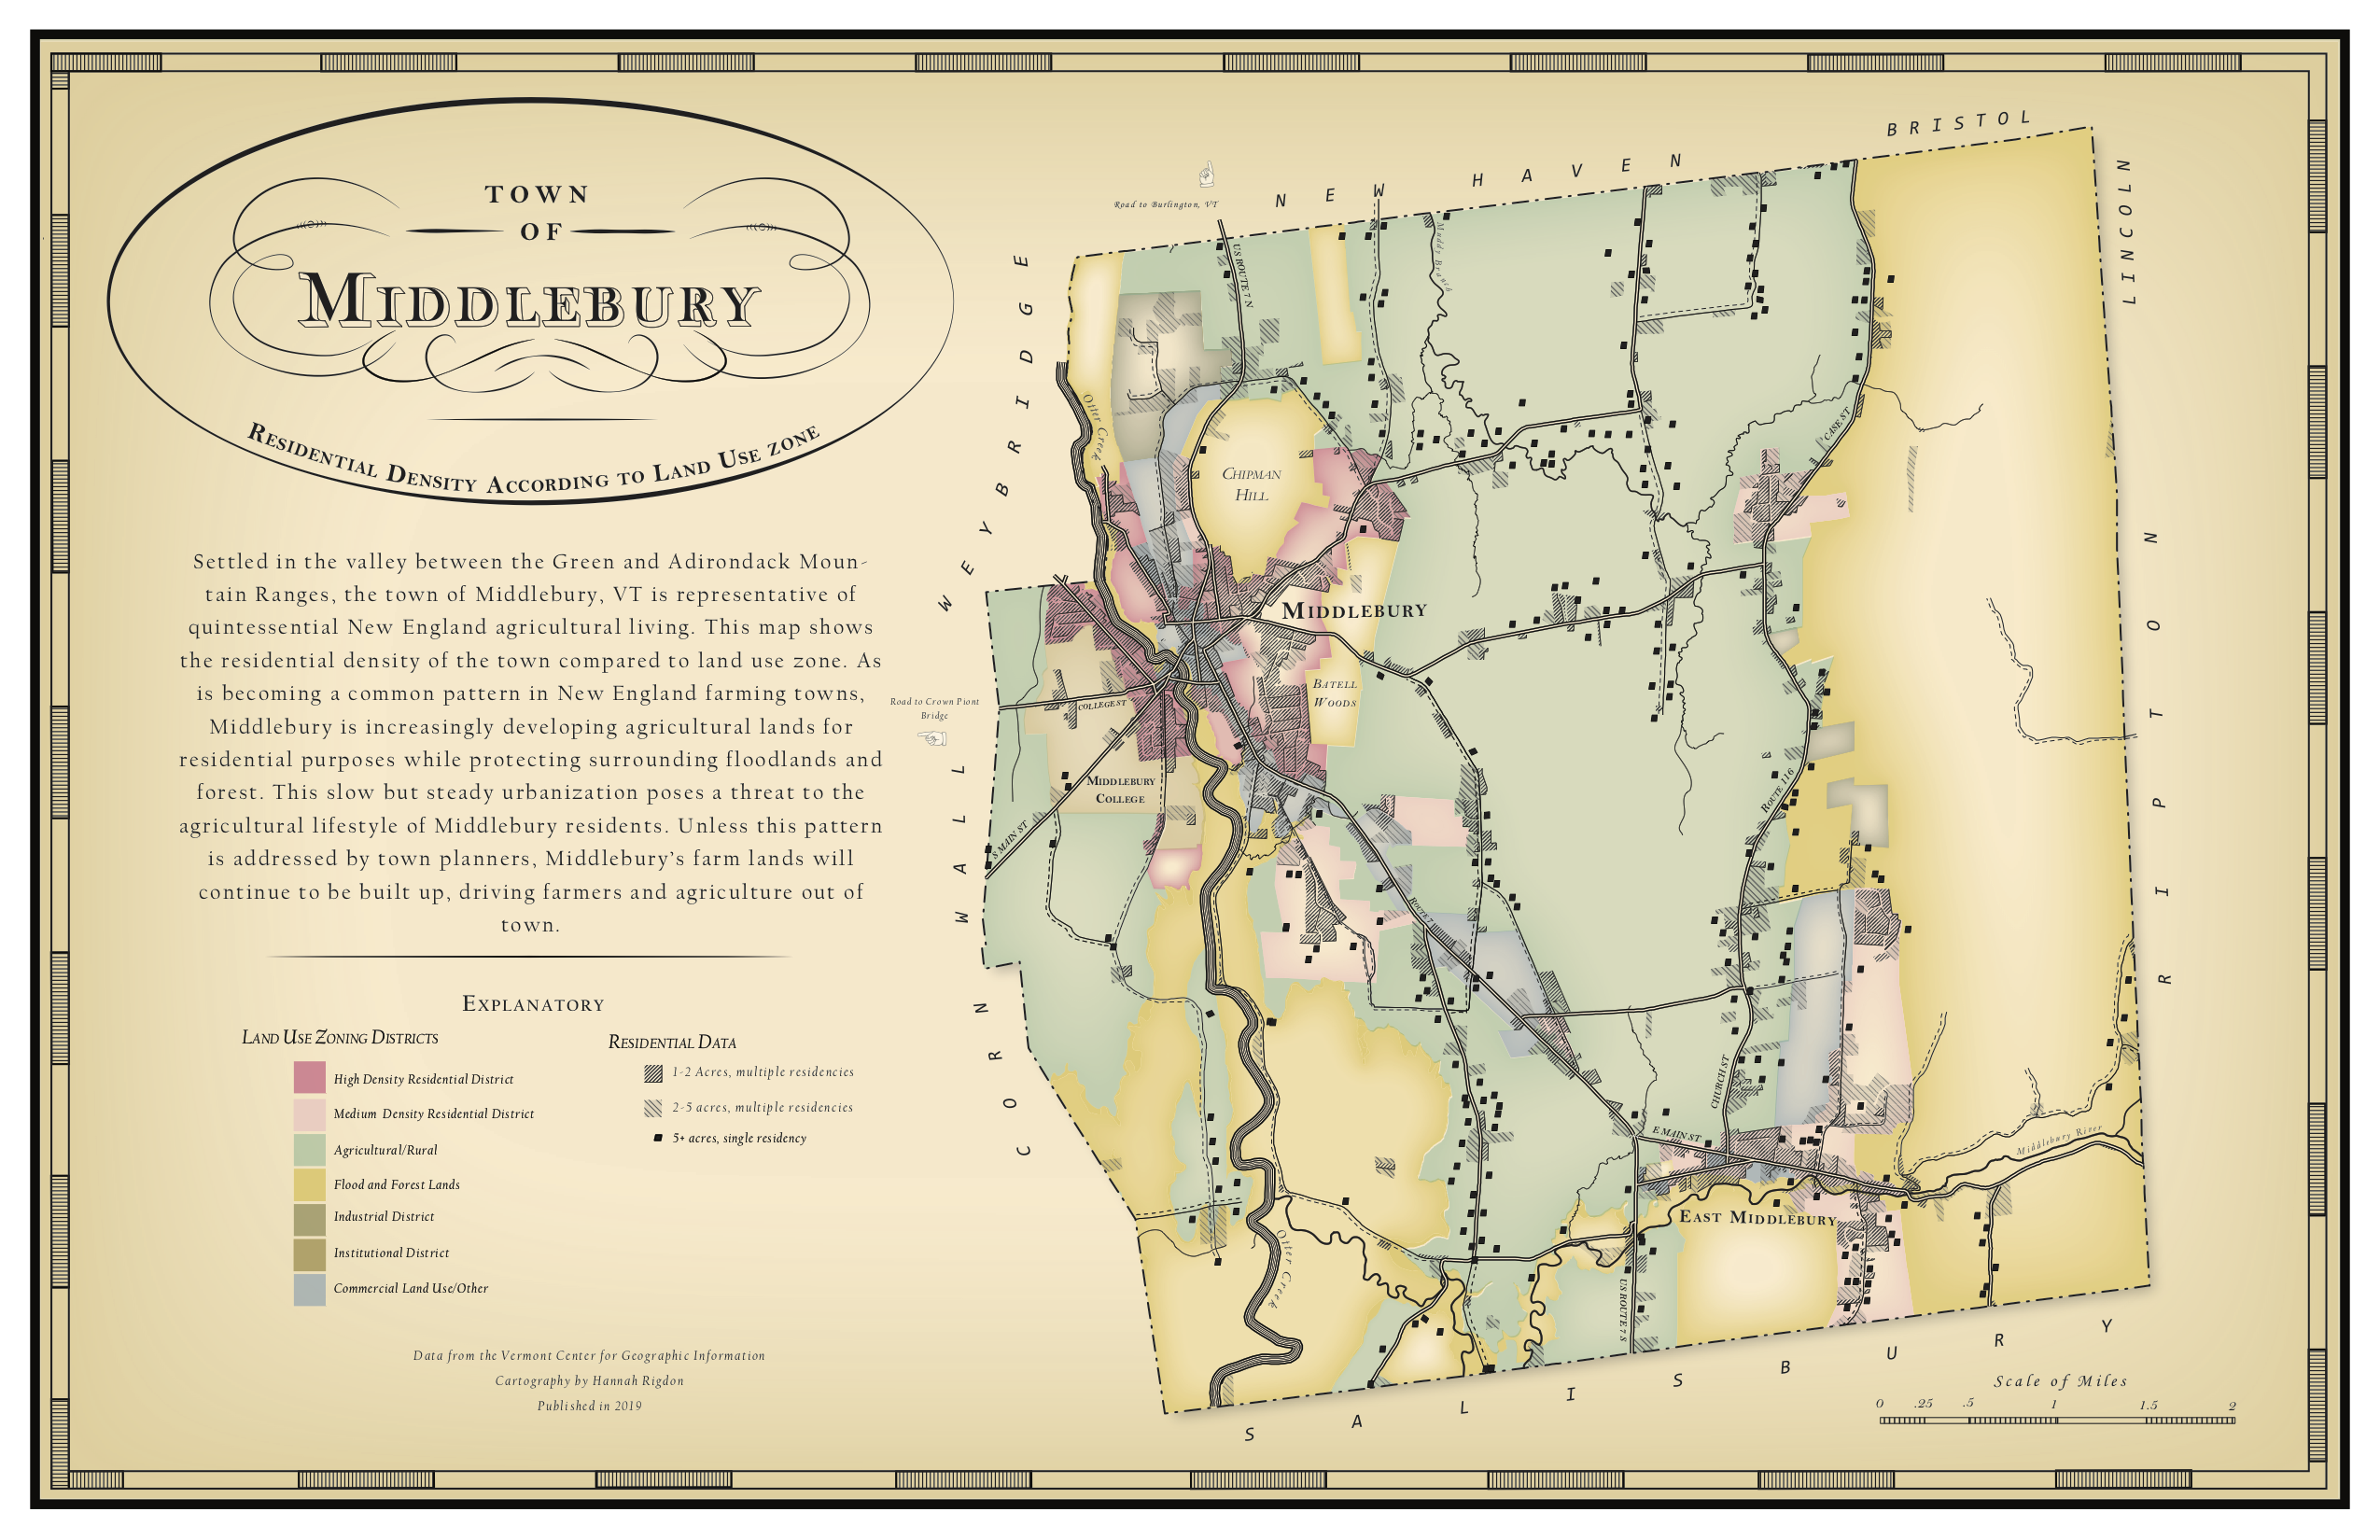 TOWN
OF
MIDDLEBURY
RESIDENTIAL DENSITY ACCORDING TO LAND USE ZONE
Settled in the valley between the Green and Adirondack Moun-
tain Ranges, the town of Middlebury, VT is representative of
quintessential New England agricultural living. This map shows
the residential density of the town compared to land use zone. As
is becoming a common pattern in New England farming towns,
Middlebury is increasingly developing agricultural lands for
residential purposes while protecting surrounding floodlands and
forest. This slow but steady urbanization poses a threat to the
agricultural lifestyle of Middlebury residents. Unless this pattern
is addressed by town planners, Middlebury's farm lands will
continue to be built up, driving farmers and agriculture out of
town.
EXPLANATORY
LAND USE ZONING DISTRICTS
High Density Residential District
Medium Density Residential District
Agricultural/Rural
Flood and Forest Lands
Industrial District
Institutional District
Commercial Land Use/Other
RESIDENTIAL DATA
1-2 Acres, multiple residencies
2-5 acres, multiple residencies
5+ acres, single residency
Data from the Vermont Center for Geographic Information
Cartography by Hannah Rigdon
Published in 2019
BRISTOL
NEW HAVEN
LINCOLN
Road to Burlington, VT
WEYBRIDGE
US ROUTE 7 N
Muddy Branch
Otter Creek
CASE ST
CHIPMAN
HILL
MIDDLEBURY
RIPTON
BATELL
WOODS
Road to Crown Piont
Bridge
COLLEGE ST
MIDDLEBURY
COLLEGE
ROUTE 116
S MAIN ST
CORNWALL
ROUTE 7
CHURCH ST
E MAIN ST
Middlebury River
EAST MIDDLEBURY
Otter Creek
US ROUTE 7 S
SALISBURY
Scale of Miles
0 .25 .5 1 1.5 2